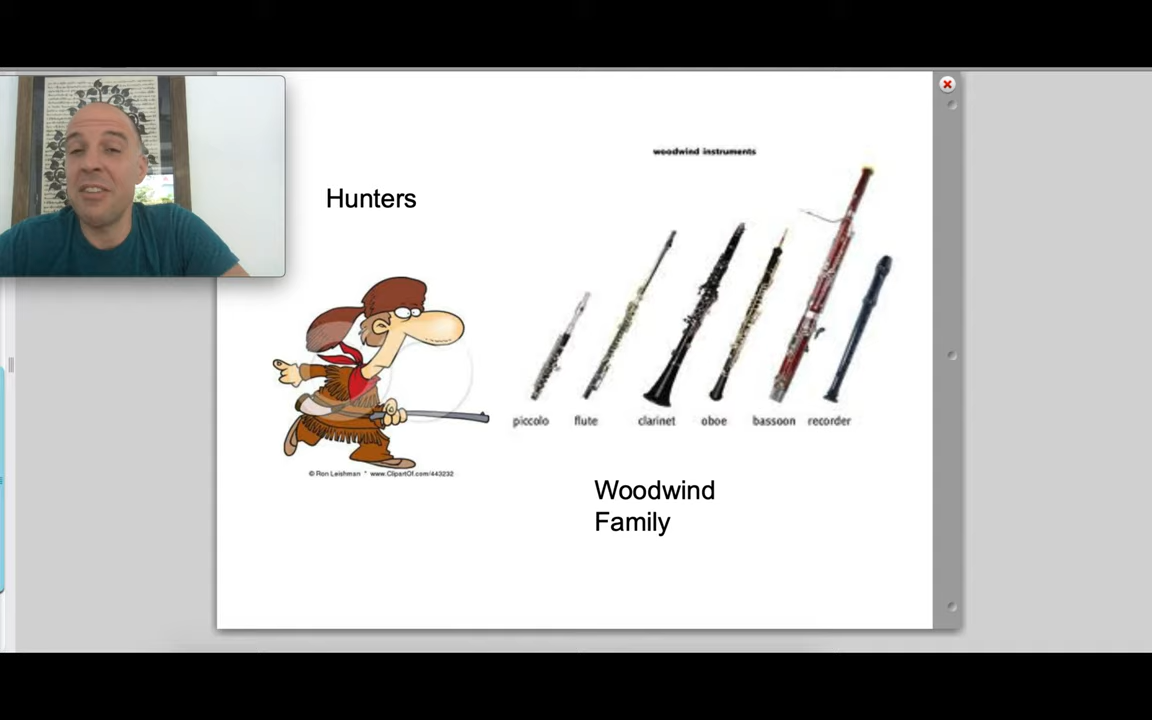 woodwind instruments
Hunters
piccolo flute clarinet oboe bassoon recorder
© Ron Leishman * www.ClipartOf.com/443232
Woodwind
Family